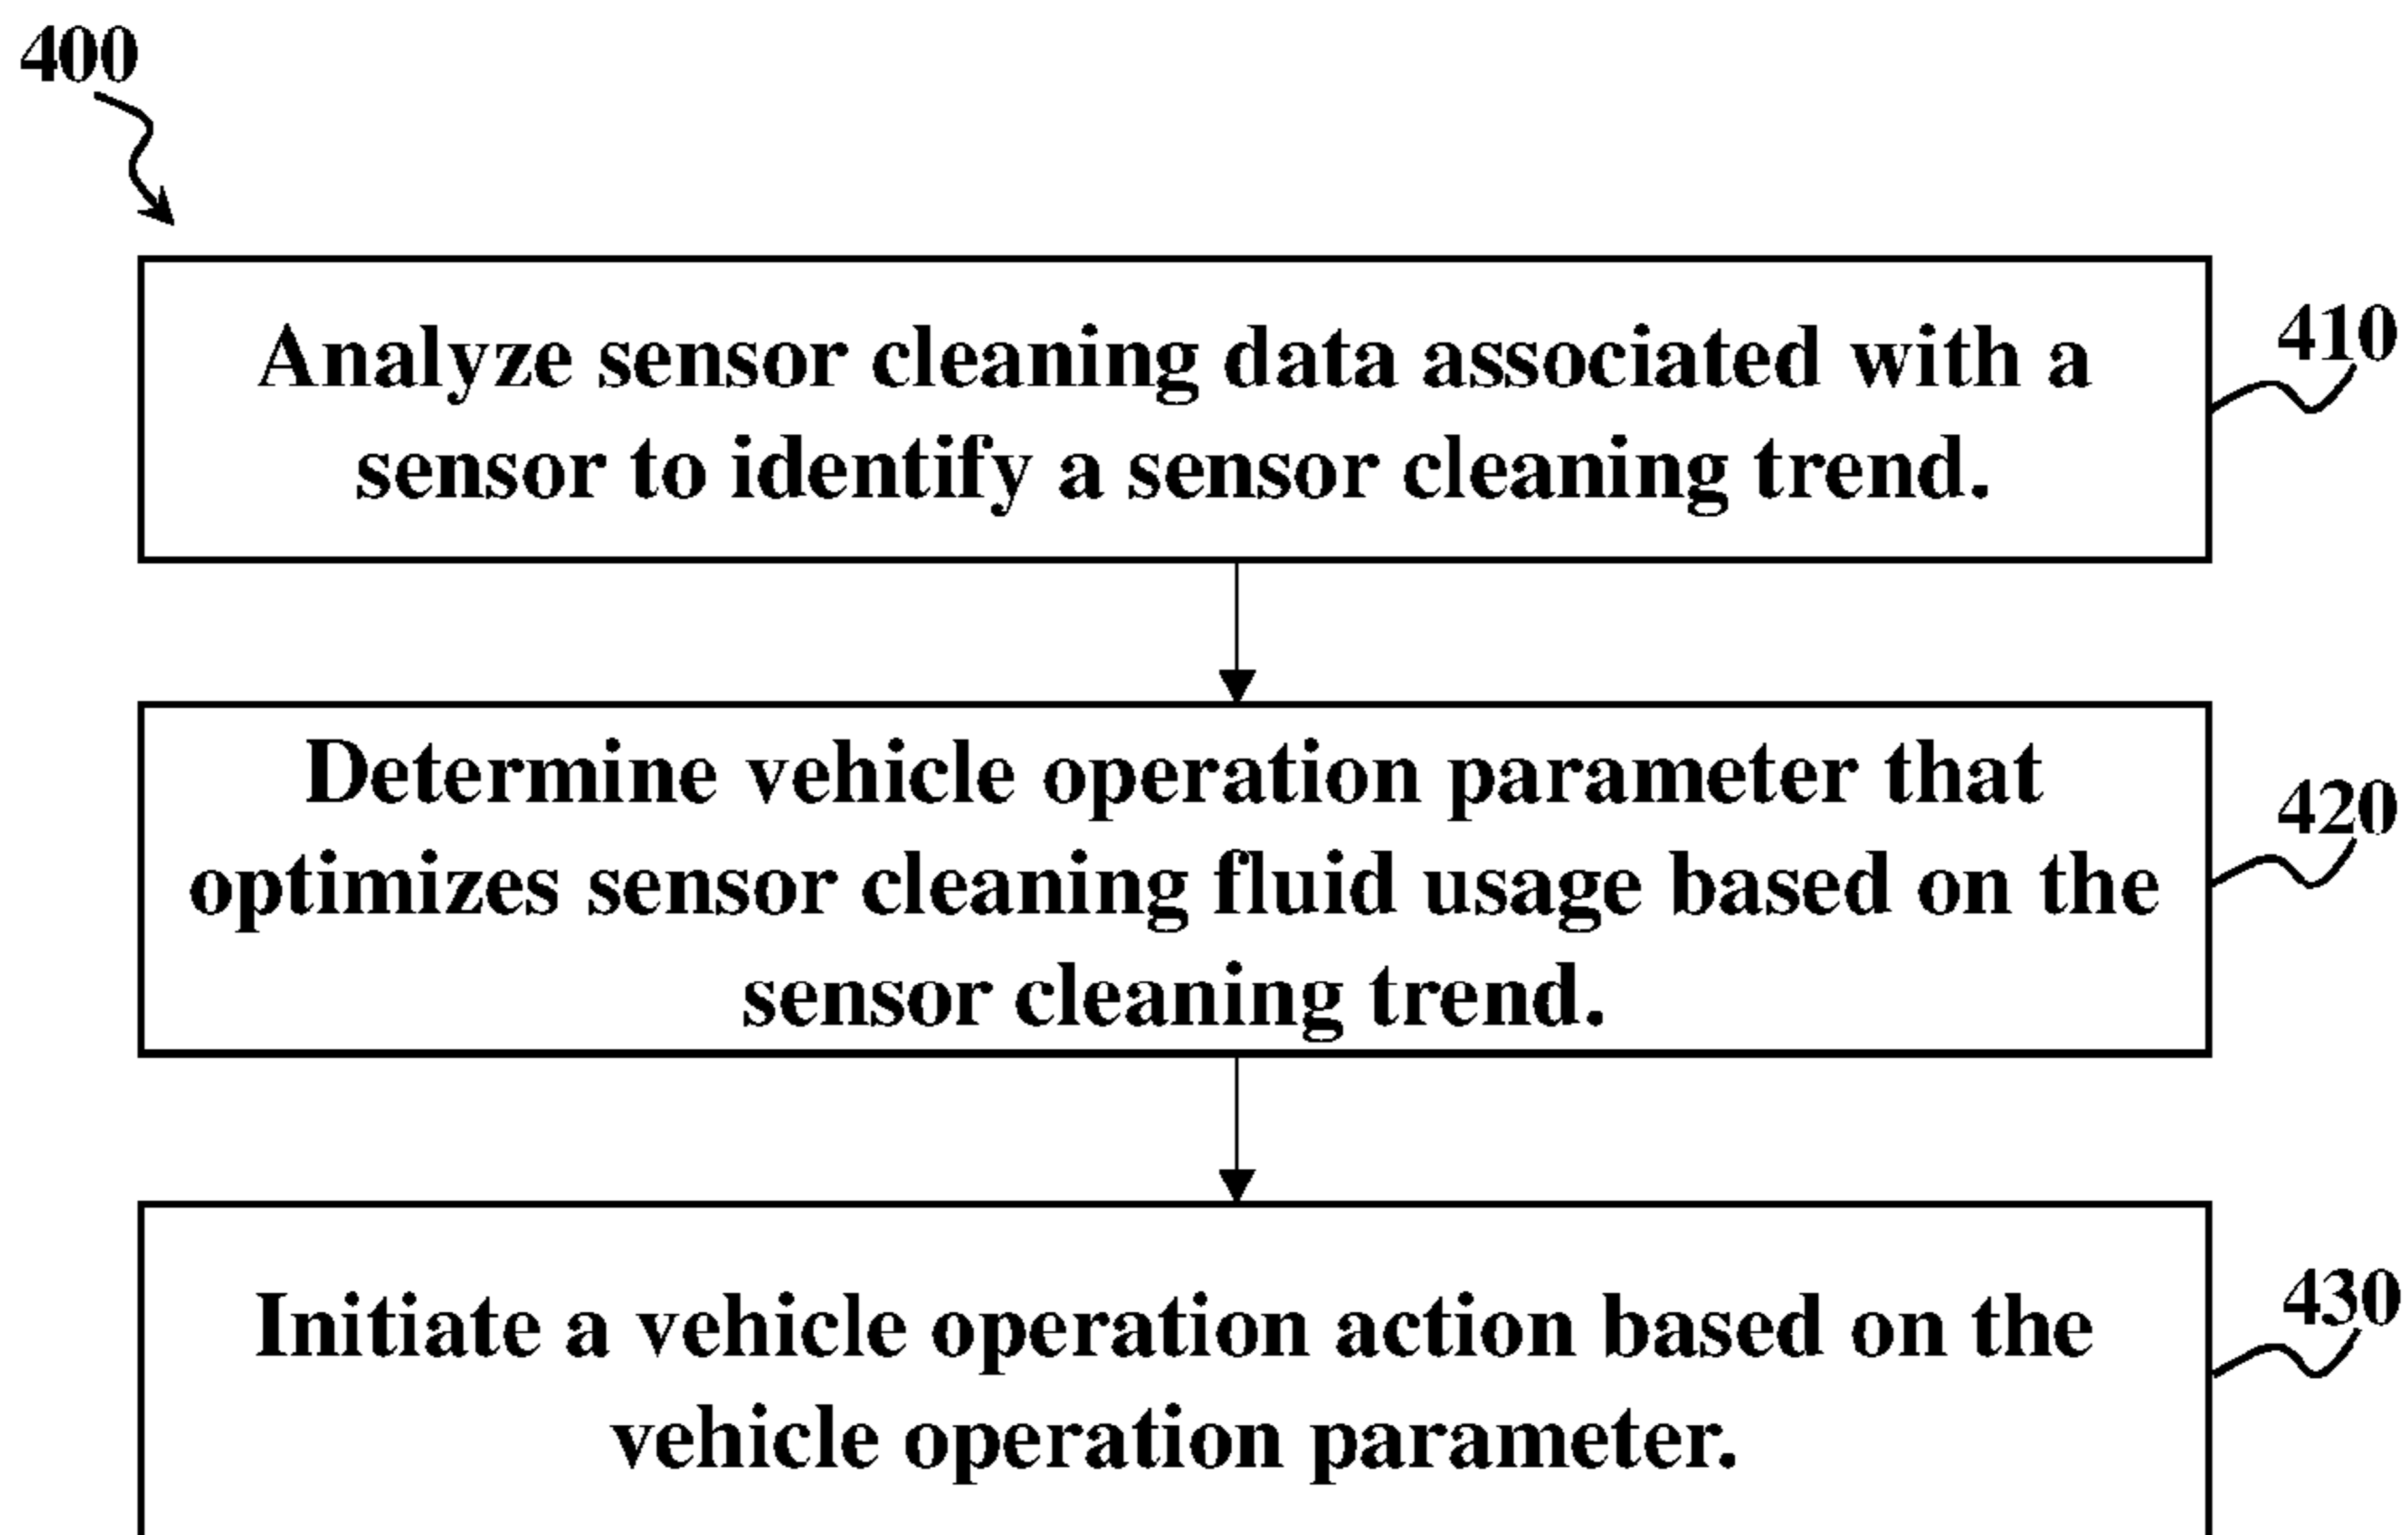 400
Analyze sensor cleaning data associated with a
sensor to identify a sensor cleaning trend.
410
Determine vehicle operation parameter that
optimizes sensor cleaning fluid usage based on the
sensor cleaning trend.
420
Initiate a vehicle operation action based on the
vehicle operation parameter.
430